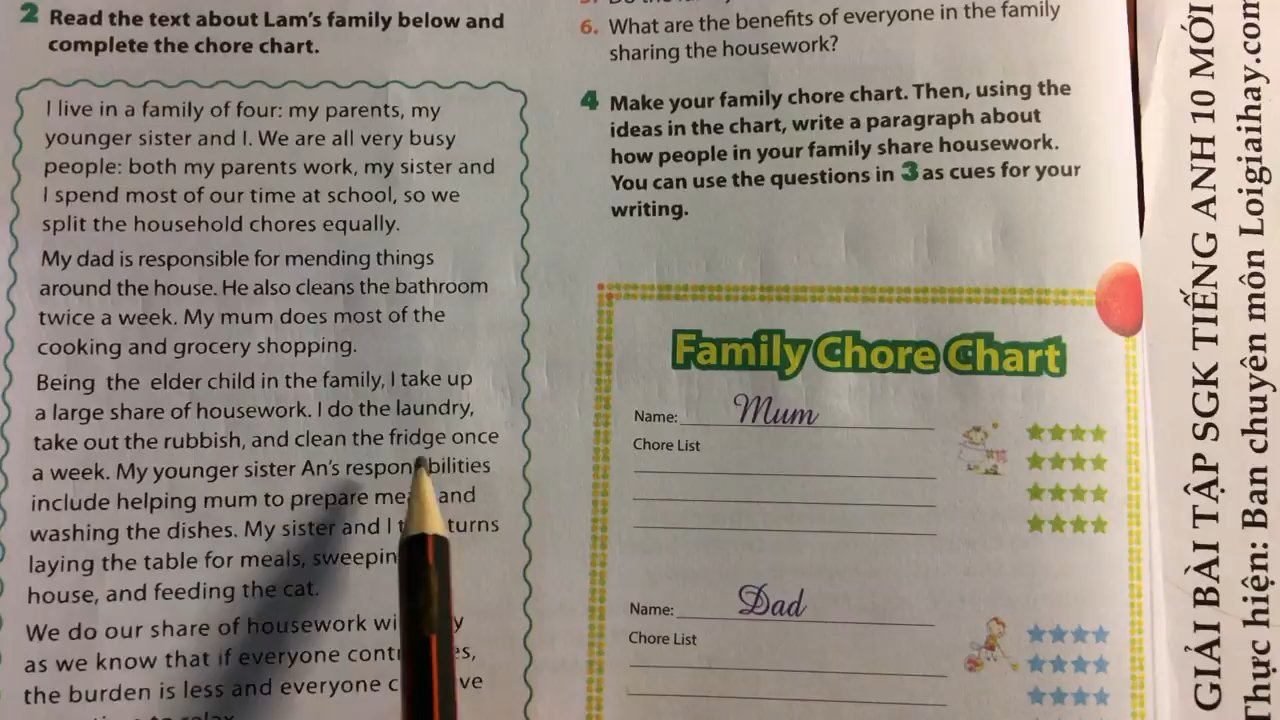 2 Read the text about Lam's family below and
complete the chore chart.
I live in a family of four: my parents, my
younger sister and I. We are all very busy
people: both my parents work, my sister and
I spend most of our time at school, so we
split the household chores equally.
My dad is responsible for mending things
around the house. He also cleans the bathroom
twice a week. My mum does most of the
cooking and grocery shopping.
Being the elder child in the family, I take up
a large share of housework. I do the laundry,
take out the rubbish, and clean the fridge once
a week. My younger sister An's responsibilities
include helping mum to prepare and
washing the dishes. My sister and I turns
laying the table for meals,
house, and feeding the cat.
We do our share of housework
as we know that if everyone
the burden is less and everyone
6. What are the benefits of everyone in the family
sharing the housework?
4 Make your family chore chart. Then, using the
ideas in the chart, write a paragraph about
how people in your family share housework.
You can use the questions in 3 as cues for your
writing.
Family Chore Chart
Name: Mum
Chore List
Name: Dad
Chore List
GIẢI BÀI TẬP SGK TIẾNG ANH 10 MỚI
Thực hiện: Ban chuyên môn Loigiaihay.com